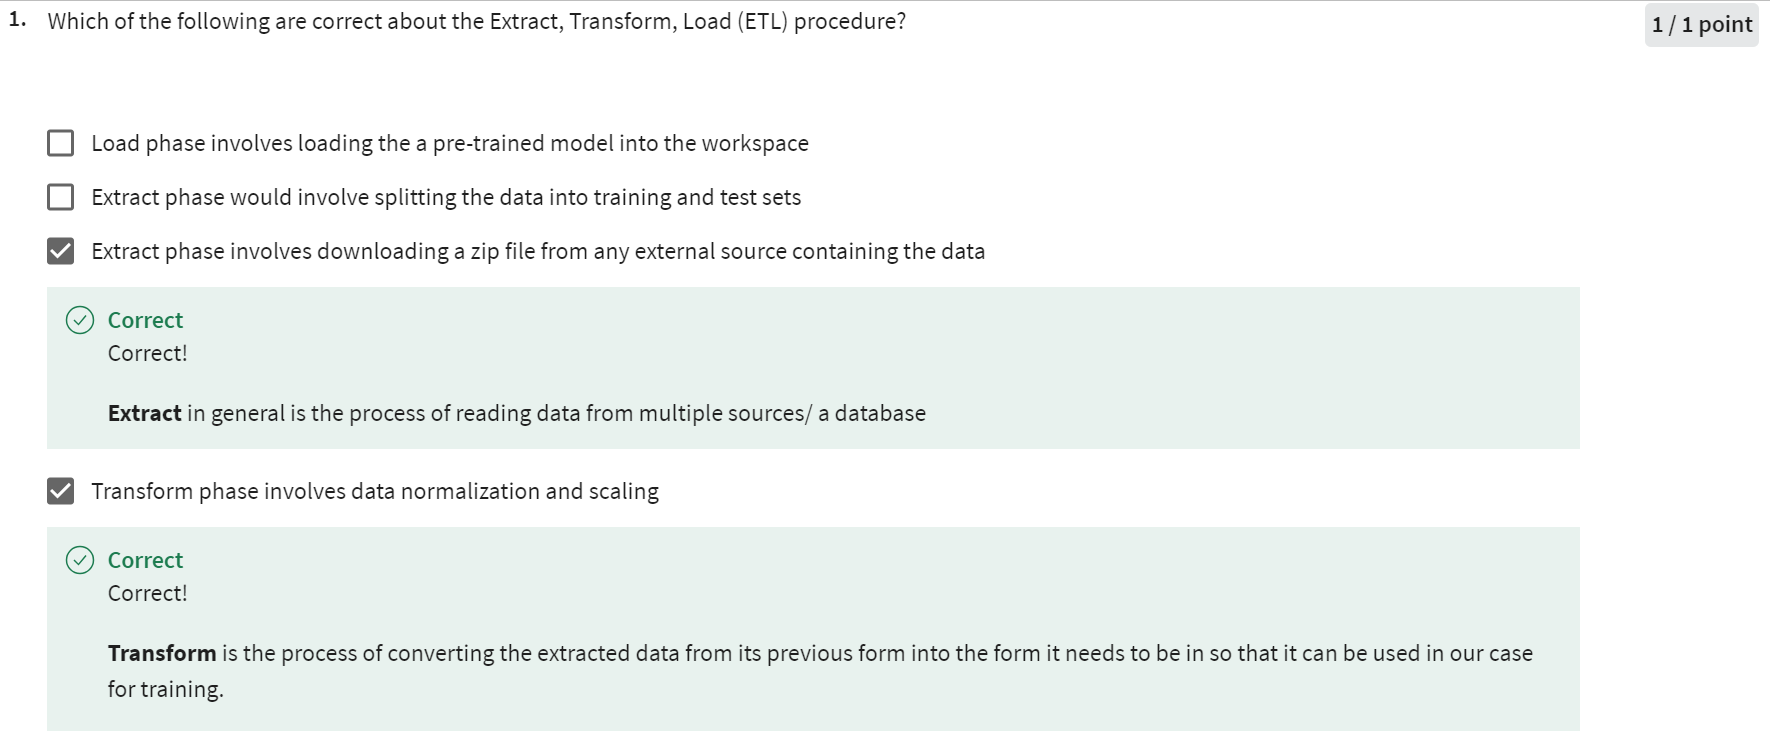 1. Which of the following are correct about the Extract, Transform, Load (ETL) procedure?
1 / 1 point
Load phase involves loading the a pre-trained model into the workspace
Extract phase would involve splitting the data into training and test sets
Extract phase involves downloading a zip file from any external source containing the data
Correct
Correct!
Extract in general is the process of reading data from multiple sources/ a database
Transform phase involves data normalization and scaling
Correct
Correct!
Transform is the process of converting the extracted data from its previous form into the form it needs to be in so that it can be used in our case
for training.